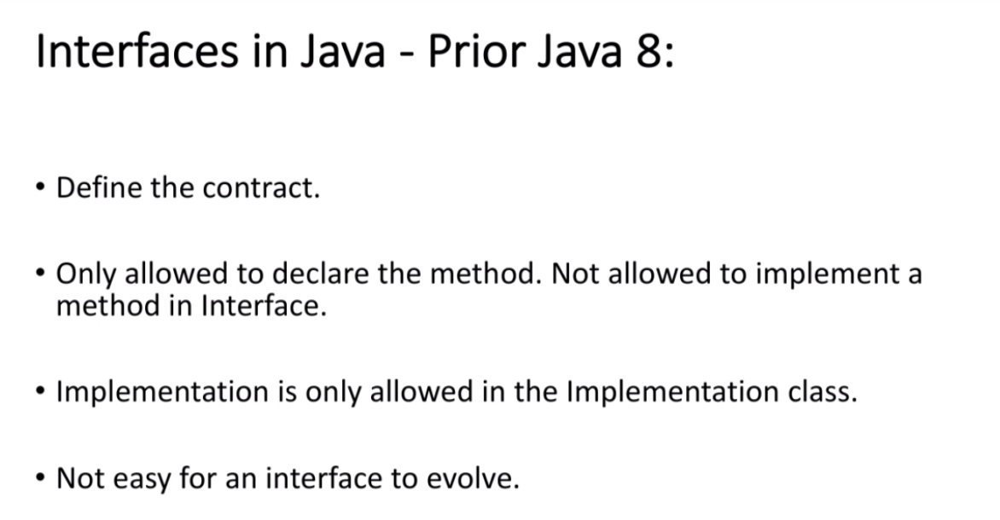 Interfaces in Java - Prior Java 8:
• Define the contract.
• Only allowed to declare the method. Not allowed to implement a
method in Interface.
• Implementation is only allowed in the Implementation class.
• Not easy for an interface to evolve.